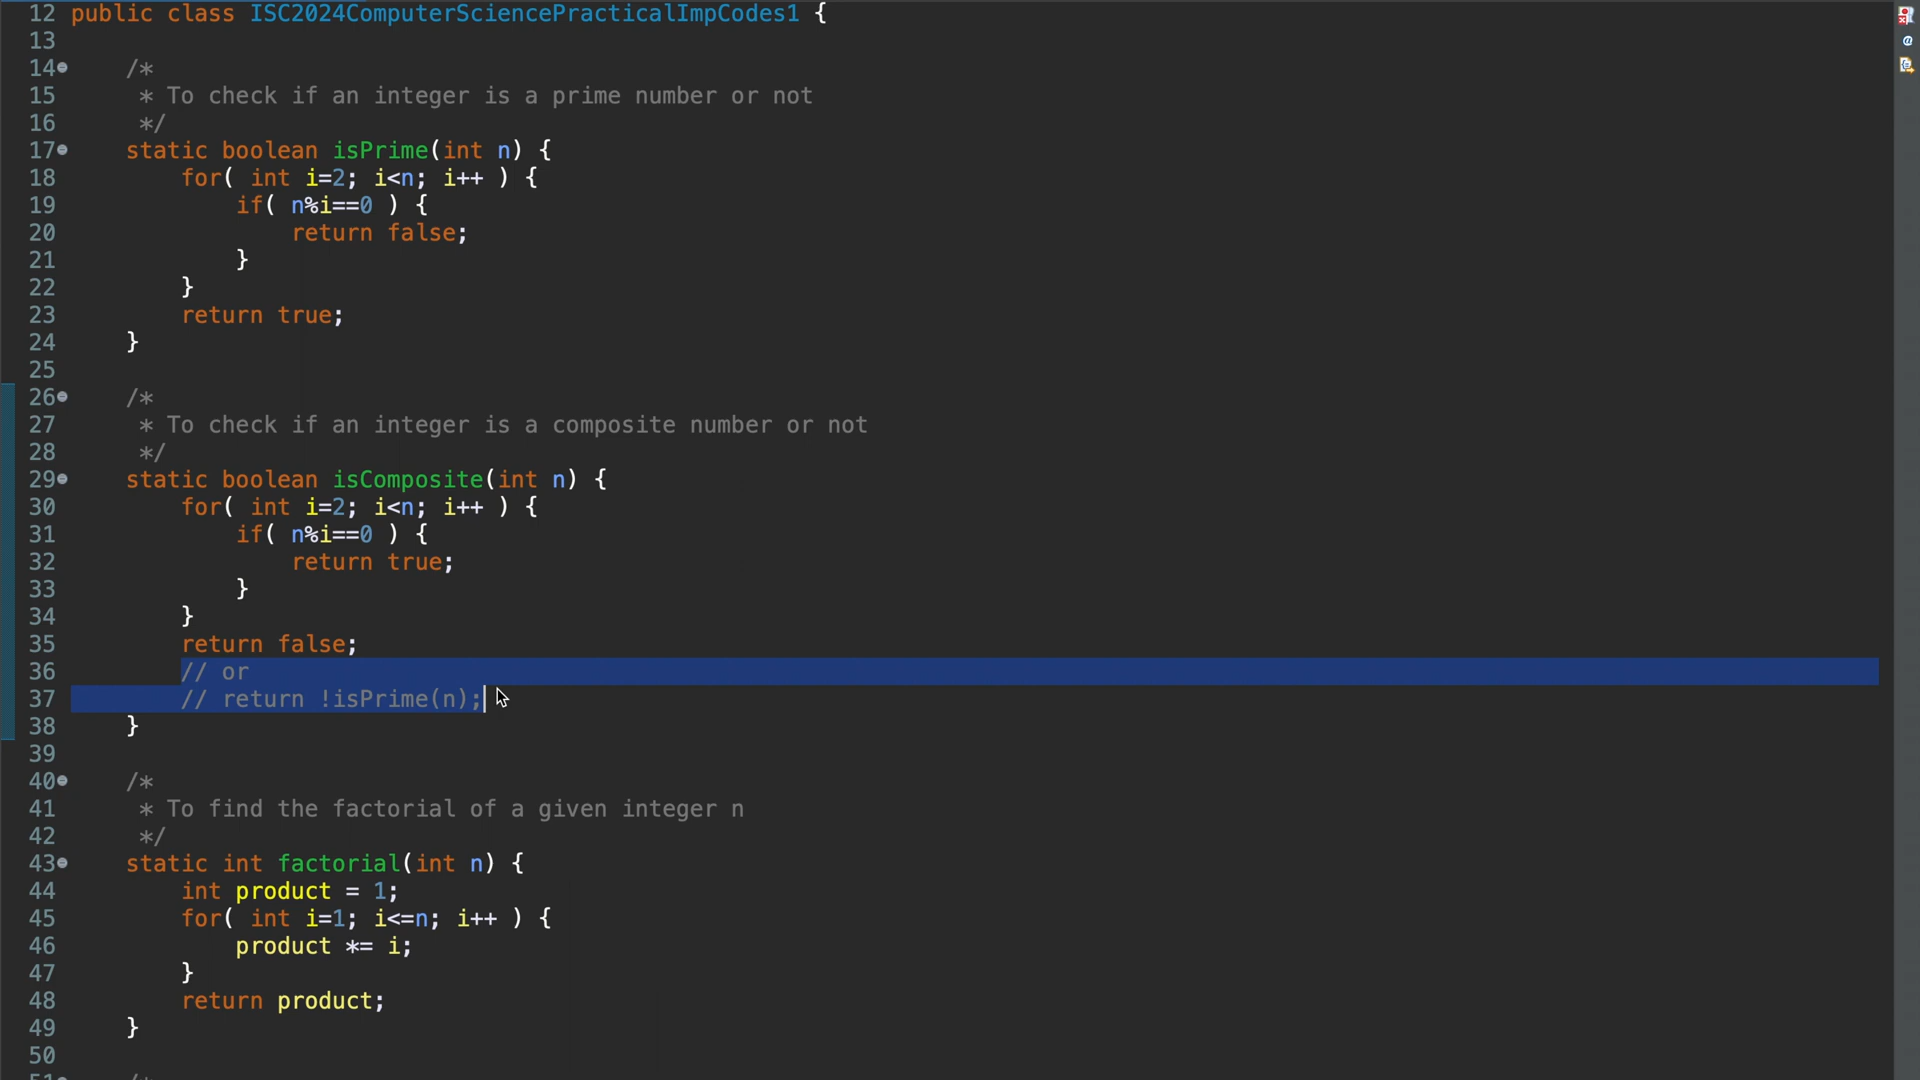 12 public class ISC2024ComputerSciencePracticalImpCodes1 {
13
14 /*
15 * To check if an integer is a prime number or not
16 */
17 static boolean isPrime(int n) {
18 for( int i=2; i<n; i++ ) {
19 if( n%i==0 ) {
20 return false;
21 }
22 }
23 return true;
24 }
25
26 /*
27 * To check if an integer is a composite number or not
28 */
29 static boolean isComposite(int n) {
30 for( int i=2; i<n; i++ ) {
31 if( n%i==0 ) {
32 return true;
33 }
34 }
35 return false;
36 // or
37 // return !isPrime(n);
38 }
39
40 /*
41 * To find the factorial of a given integer n
42 */
43 static int factorial(int n) {
44 int product = 1;
45 for( int i=1; i<=n; i++ ) {
46 product *= i;
47 }
48 return product;
49 }
50
51 /*